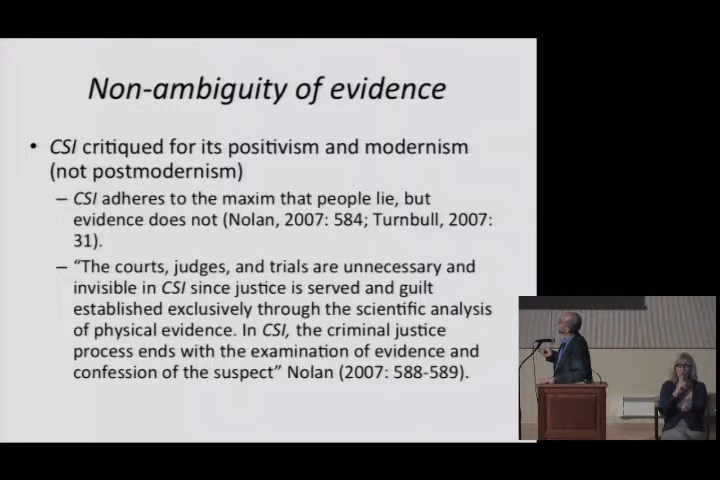 Non-ambiguity of evidence
• CSI critiqued for its positivism and modernism
(not postmodernism)
– CSI adheres to the maxim that people lie, but
evidence does not (Nolan, 2007: 584; Turnbull, 2007:
31).
– “The courts, judges, and trials are unnecessary and
invisible in CSI since justice is served and guilt
established exclusively through the scientific analysis
of physical evidence. In CSI, the criminal justice
process ends with the examination of evidence and
confession of the suspect” Nolan (2007: 588-589).